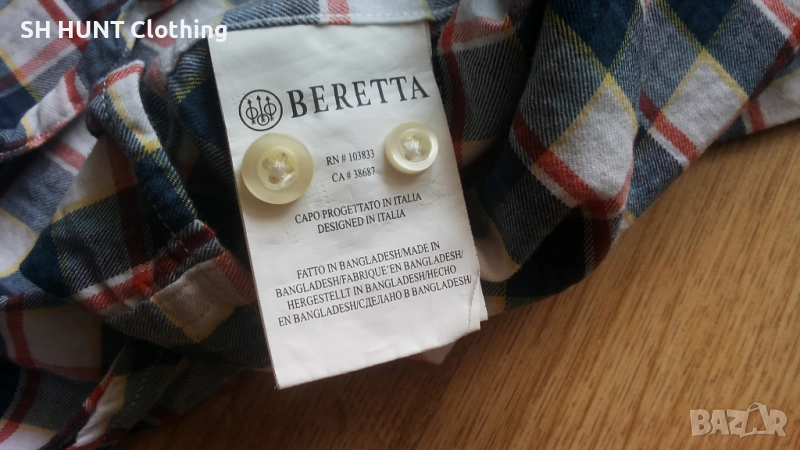 SH HUNT Clothing
BERETTA
RN # 103833
CA # 38687
CAPO PROGETTATO IN ITALIA
DESIGNED IN ITALIA
FATTO IN BANGLADESH/MADE IN
BANGLADESH/FABRIQUE' EN BANGLADESH/
HERGESTELLT IN BANGLADESH/HECHO
EN BANGLADESH/СДЕЛАНО В BANGLADESH/
BAZAR